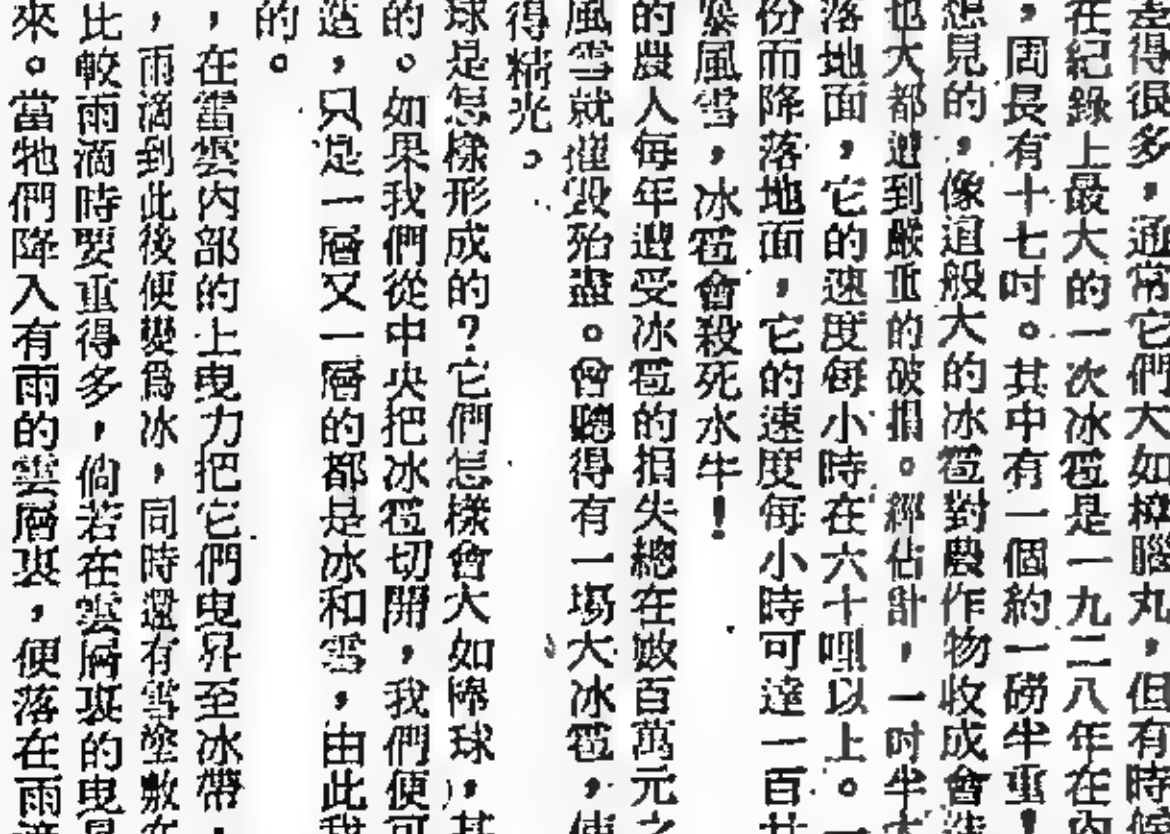 差得很多，通常它們大如樟腦丸，但有時候
在紀錄上最大的一次冰雹是一九二八年在內
，周長有十七吋。其中有一個約一磅半重！
想見的，像這般大的冰雹對農作物收成會造
也大都遭到嚴重的破損。經估計，一吋半大
落地面，它的速度每小時在六十哩以上。一
份而降落地面，它的速度每小時可達一百廿
暴風雪，冰雹會殺死水牛！
的農人每年遭受冰雹的損失總在數百萬元之
風雪就摧毀殆盡。曾聽得有一場大冰雹，使
得精光。
球是怎樣形成的？它們怎樣會大如棒球，甚
的。如果我們從中央把冰雹切開，我們便可
造，只是一層又一層的都是冰和雪，由此我
的。
，在雷雲內部的上曳力把它們曳昇至冰帶，
，雨滴到此後便變為冰，同時還有雪塗敷在
比較雨滴時要重得多，倘若在雲層裏的曳
來。當牠們降入有雨的雲層裏，便落在雨滴